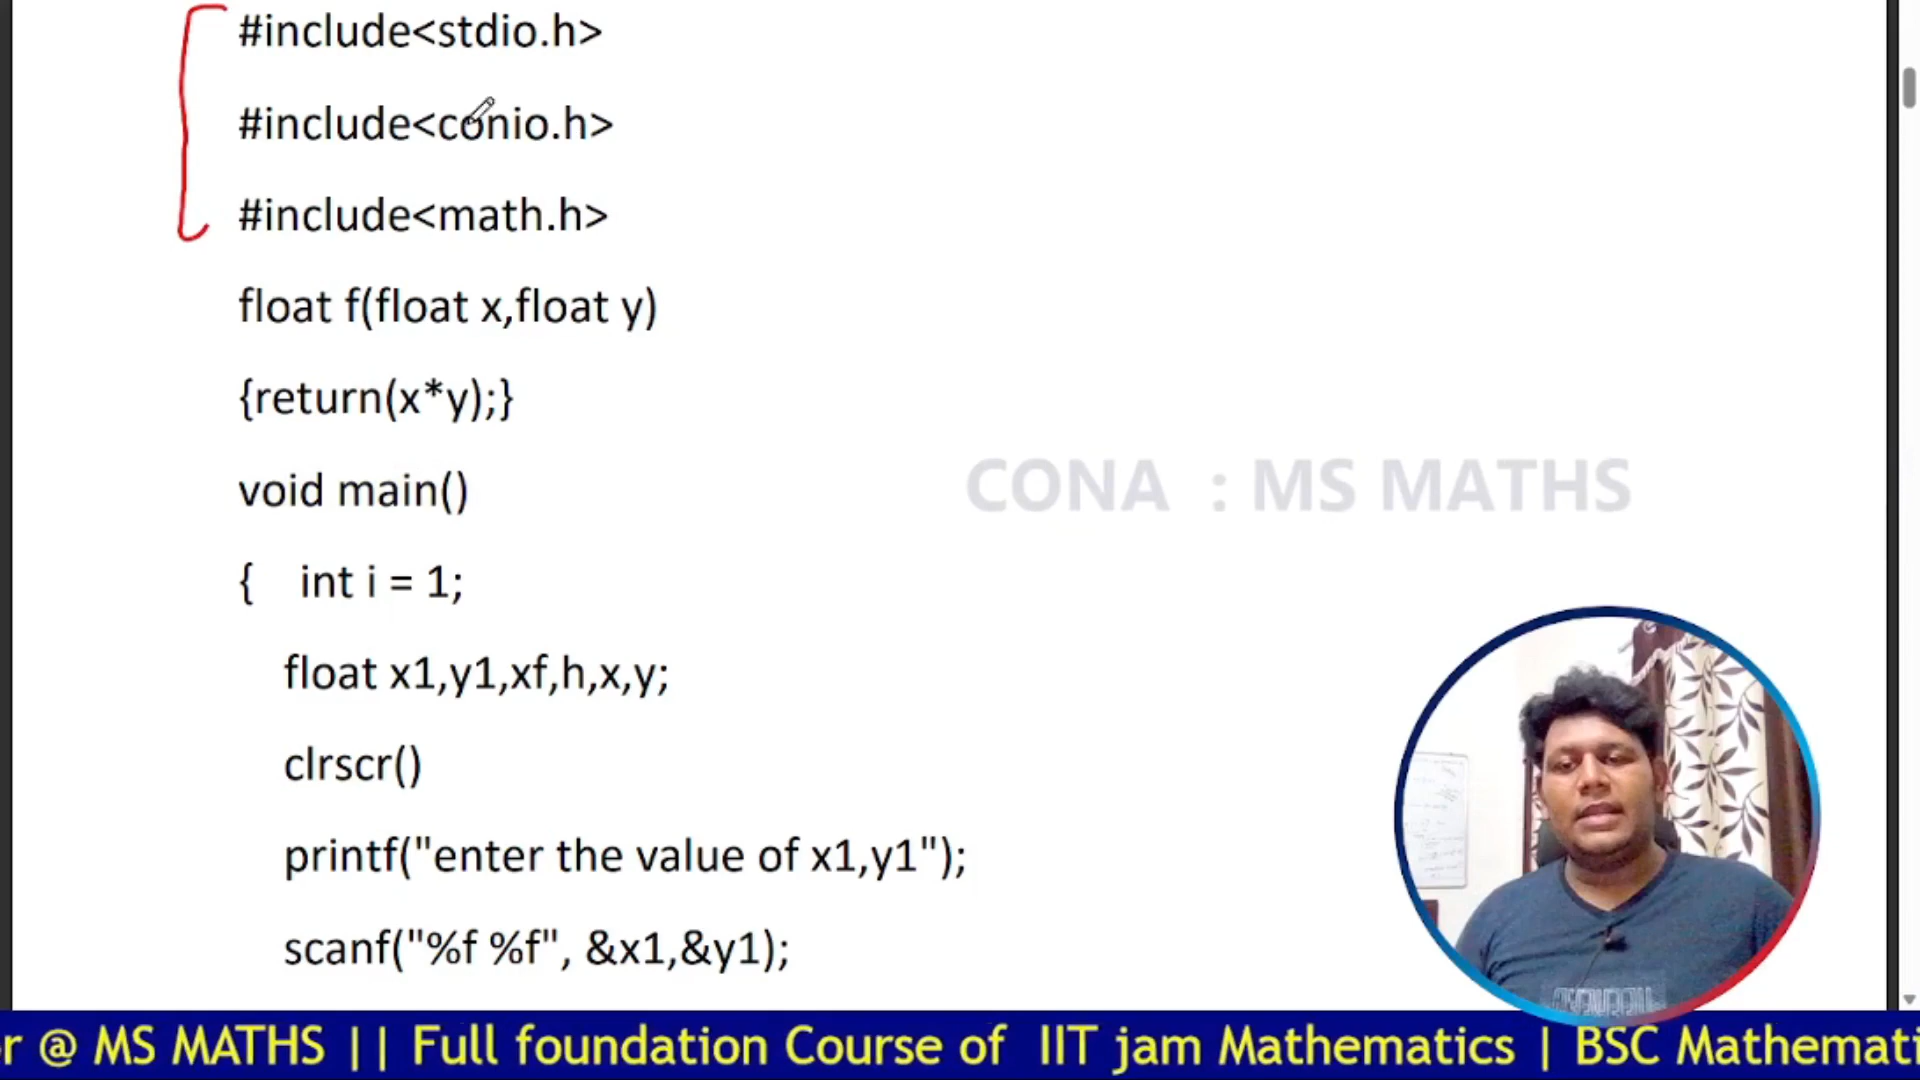 #include<stdio.h>
#include<conio.h>
#include<math.h>
float f(float x,float y)
{return(x*y);}
void main()
CONA : MS MATHS
{ int i = 1;
float x1,y1,xf,h,x,y;
clrscr()
printf("enter the value of x1,y1");
scanf("%f %f", &x1,&y1);
r @ MS MATHS || Full foundation Course of IIT jam Mathematics | BSC Mathemati